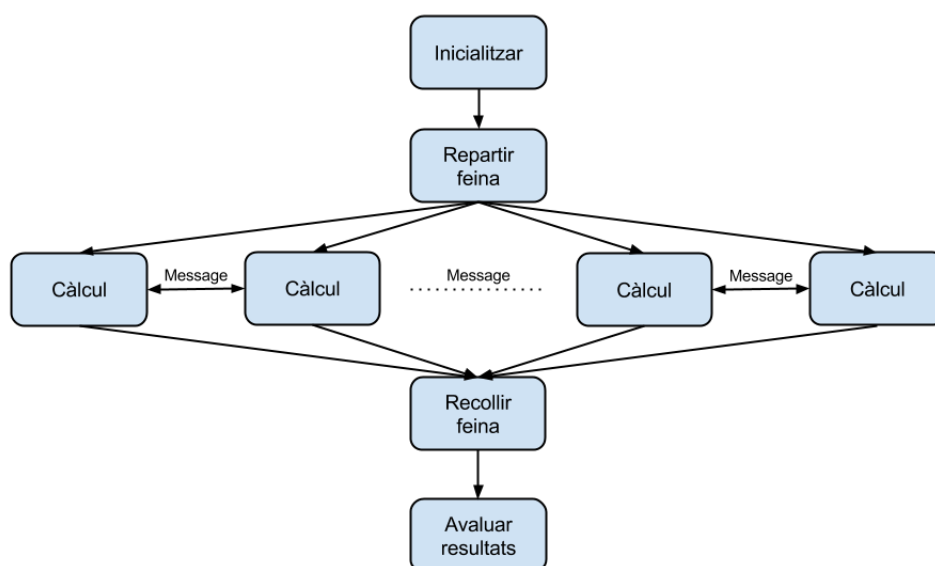 Inicialitzar
Repartir
feina
Càlcul
Message
Càlcul
Message
Càlcul
Message
Càlcul
Recollir
feina
Avaluar
resultats